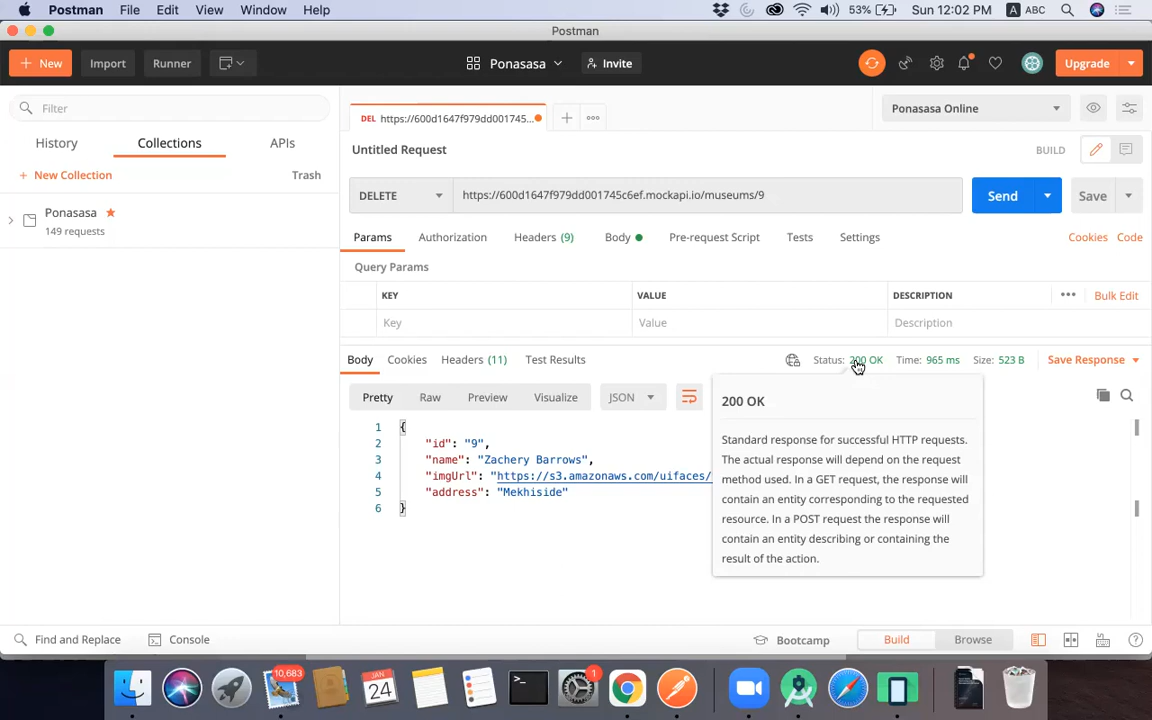 Postman File Edit View Window Help 53% Sun 12:02 PM A ABC
Postman
+ New Import Runner Ponasasa Invite Upgrade
Filter
DEL https://600d1647f979dd001745... Ponasasa Online
History Collections APIs
Untitled Request BUILD
+ New Collection Trash
DELETE https://600d1647f979dd001745c6ef.mockapi.io/museums/9 Send Save
Ponasasa
149 requests
Params Authorization Headers (9) Body Pre-request Script Tests Settings Cookies Code
Query Params
KEY VALUE DESCRIPTION Bulk Edit
Key Value Description
Body Cookies Headers (11) Test Results Status: 200 OK Time: 965 ms Size: 523 B Save Response
Pretty Raw Preview Visualize JSON
200 OK
Standard response for successful HTTP requests.
The actual response will depend on the request
method used. In a GET request, the response will
contain an entity corresponding to the requested
resource. In a POST request the response will
contain an entity describing or containing the
result of the action.
1 {
2 "id": "9",
3 "name": "Zachery Barrows",
4 "imgUrl": "https://s3.amazonaws.com/uifaces/
5 "address": "Mekhiside"
6 }
Find and Replace Console Bootcamp Build Browse
10,683
JAN
24
1